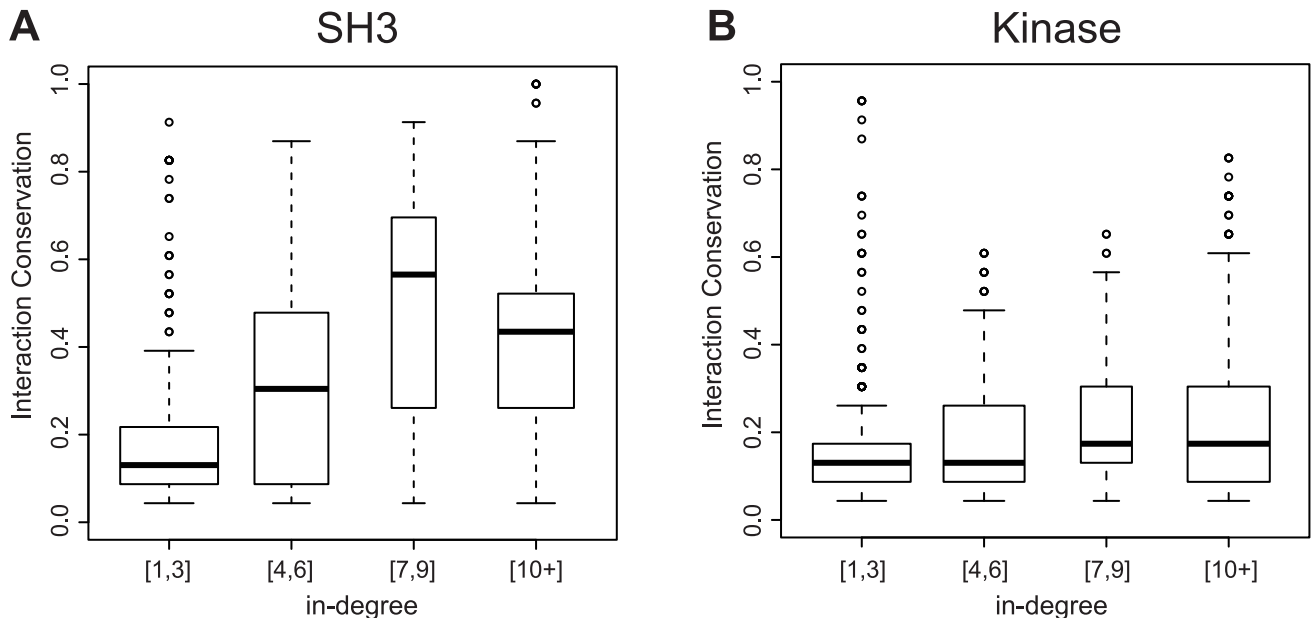 A
SH3
Interaction Conservation
1.0
0.8
0.6
0.4
0.2
0.0
[1,3]
[4,6]
[7,9]
[10+]
in-degree
B
Kinase
Interaction Conservation
1.0
0.8
0.6
0.4
0.2
0.0
[1,3]
[4,6]
[7,9]
[10+]
in-degree